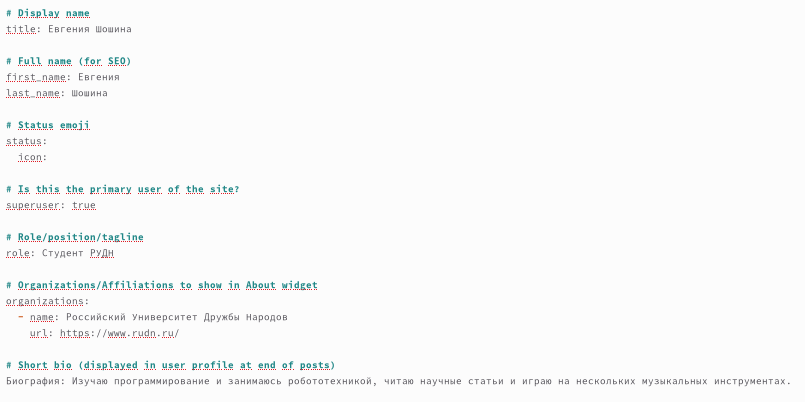 # Display name
title: Евгения Шошина
# Full name (for SEO)
first_name: Евгения
last_name: Шошина
# Status emoji
status:
icon:
# Is this the primary user of the site?
superuser: true
# Role/position/tagline
role: Студент РУДН
# Organizations/Affiliations to show in About widget
organizations:
- name: Российский Университет Дружбы Народов
url: https://www.rudn.ru/
# Short bio (displayed in user profile at end of posts)
Биография: Изучаю программирование и занимаюсь робототехникой, читаю научные статьи и играю на нескольких музыкальных инструментах.